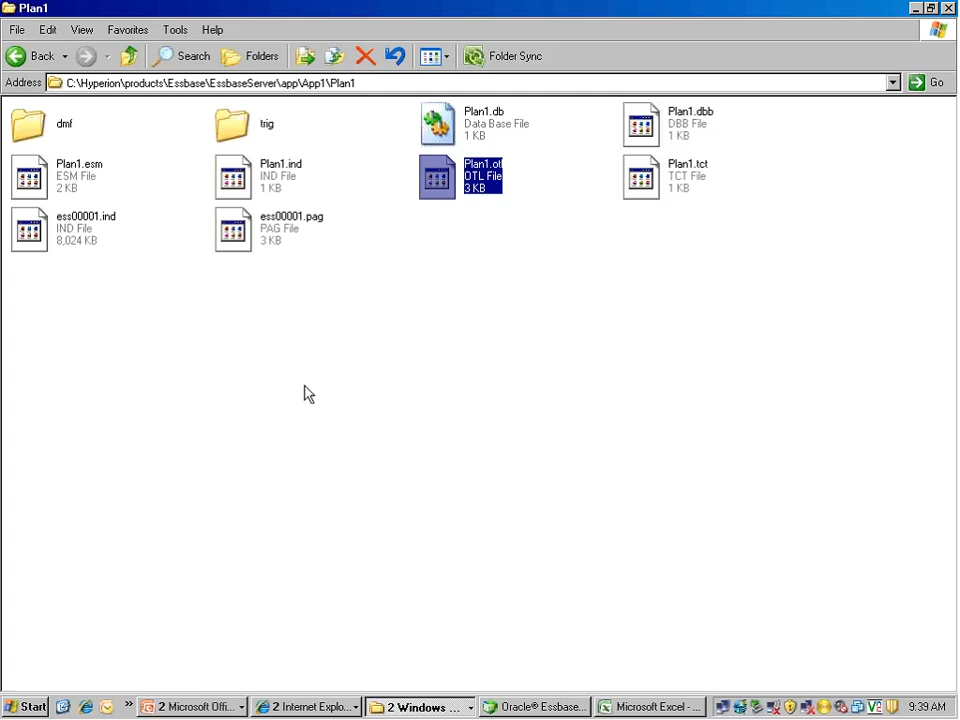 Plan1
File Edit View Favorites Tools Help
Back Search Folders Folder Sync
Address C:\Hyperion\products\Essbase\EssbaseServer\app\App1\Plan1 Go
dmf
trig
Plan1.db
Data Base File
1 KB
Plan1.dbb
DBB File
1 KB
Plan1.esm
ESM File
2 KB
Plan1.ind
IND File
1 KB
Plan1.otl
OTL File
3 KB
Plan1.tct
TCT File
1 KB
ess00001.ind
IND File
8,024 KB
ess00001.pag
PAG File
3 KB
Start » 2 Microsoft Offi... 2 Internet Explo... 2 Windows ... Oracle® Essbase... Microsoft Excel - ... 9:39 AM